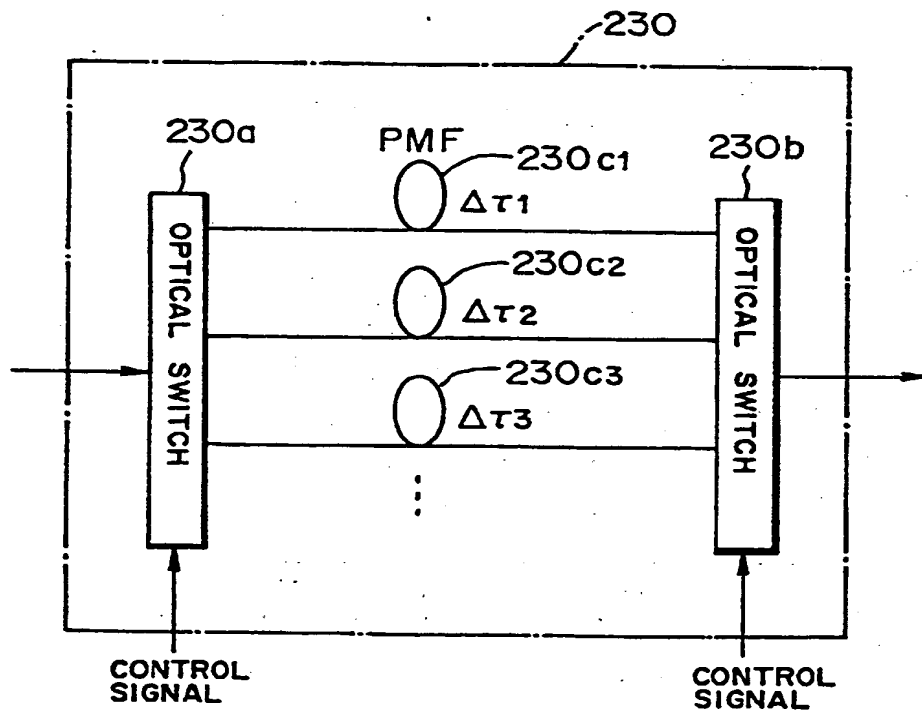 230
230a
PMF
230c1
230b
Δτ1
OPTICAL SWITCH
230c2
Δτ2
OPTICAL SWITCH
230c3
Δτ3
CONTROL
SIGNAL
CONTROL
SIGNAL